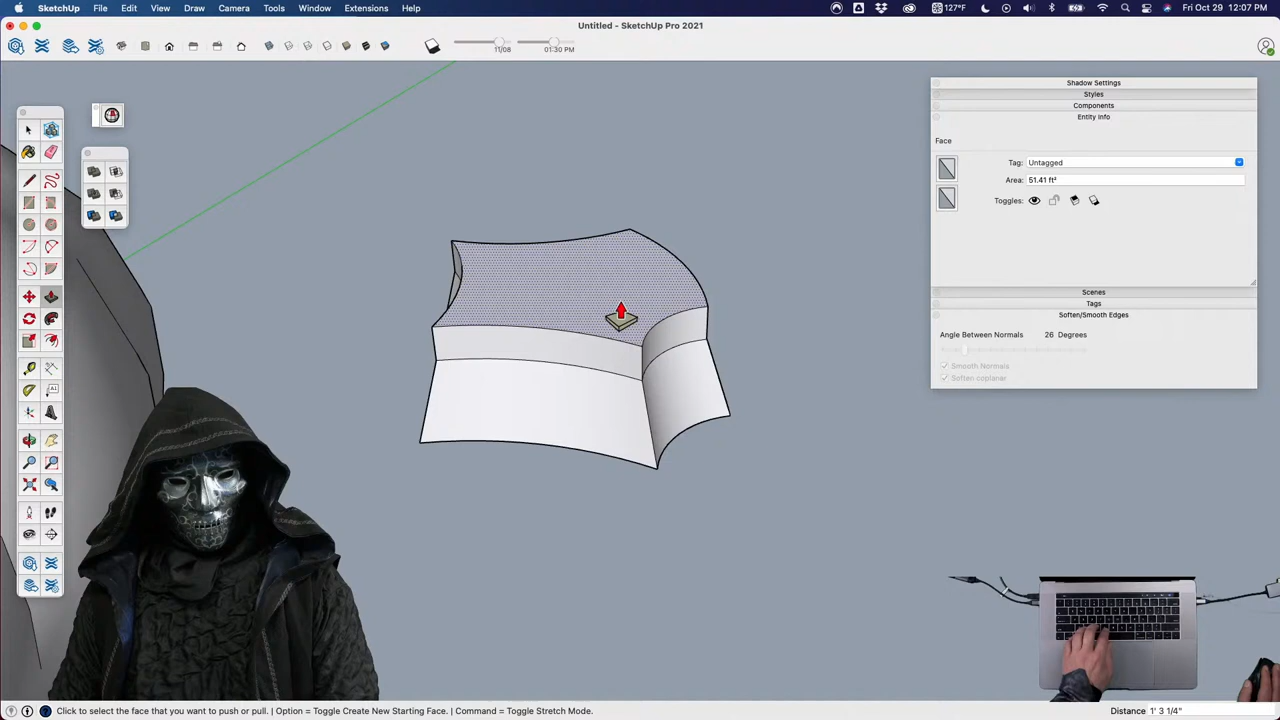 SketchUp File Edit View Draw Camera Tools Window Extensions Help 127°F Fri Oct 29 12:07 PM
Untitled - SketchUp Pro 2021
11/08 01:30 PM
Shadow Settings
Styles
Components
Entity Info
Face
Tag: Untagged
Area: 51.41 ft²
Toggles:
Scenes
Tags
Soften/Smooth Edges
Angle Between Normals 26 Degrees
Smooth Normals
Soften coplanar
Click to select the face that you want to push or pull. | Option = Toggle Create New Starting Face. | Command = Toggle Stretch Mode. Distance 1' 3 1/4"